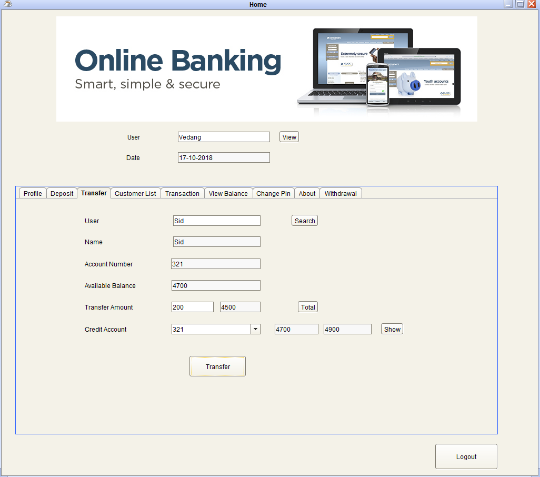 Home
Online Banking
Smart, simple & secure
User Vedang View
Date 17-10-2018
Profile Deposit Transfer Customer List Transaction View Balance Change Pin About Withdrawal
User Sid Search
Name Sid
Account Number 321
Available Balance 4700
Transfer Amount 200 4500 Total
Credit Account 321 4700 4900 Show
Transfer
Logout